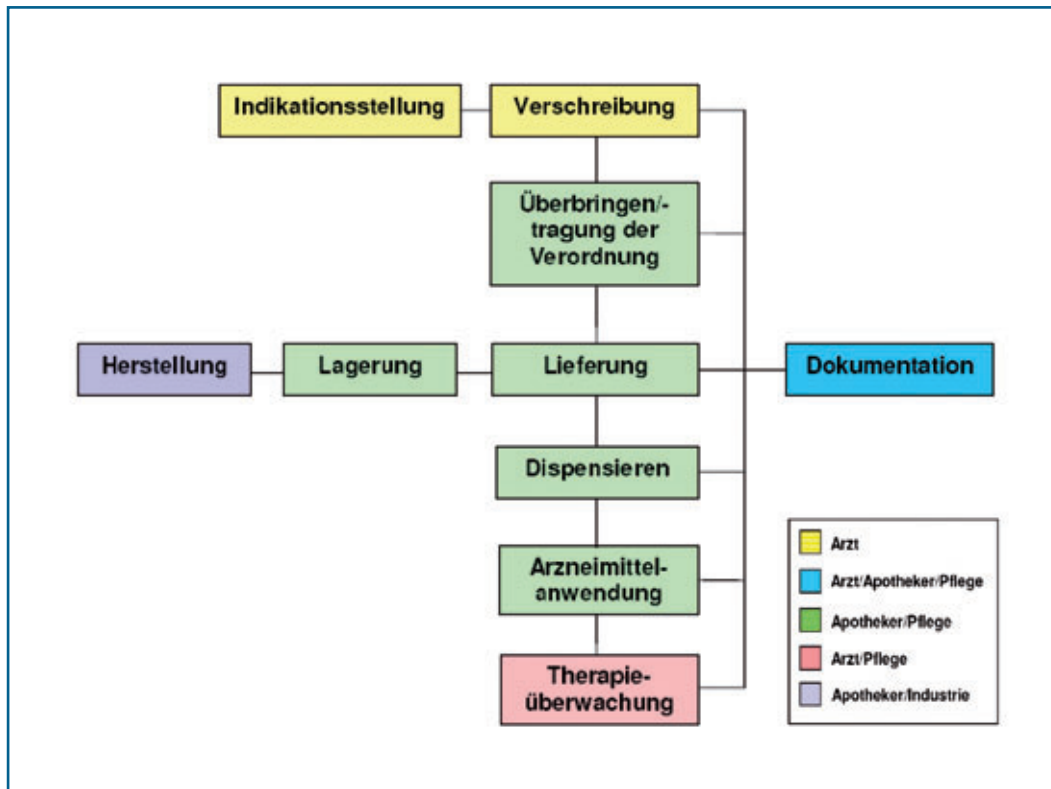 Indikationsstellung
Verschreibung
Überbringen/-
tragung der
Verordnung
Herstellung
Lagerung
Lieferung
Dokumentation
Dispensieren
Arzneimittel-
anwendung
Therapie-
überwachung
Arzt
Arzt/Apotheker/Pflege
Apotheker/Pflege
Arzt/Pflege
Apotheker/Industrie